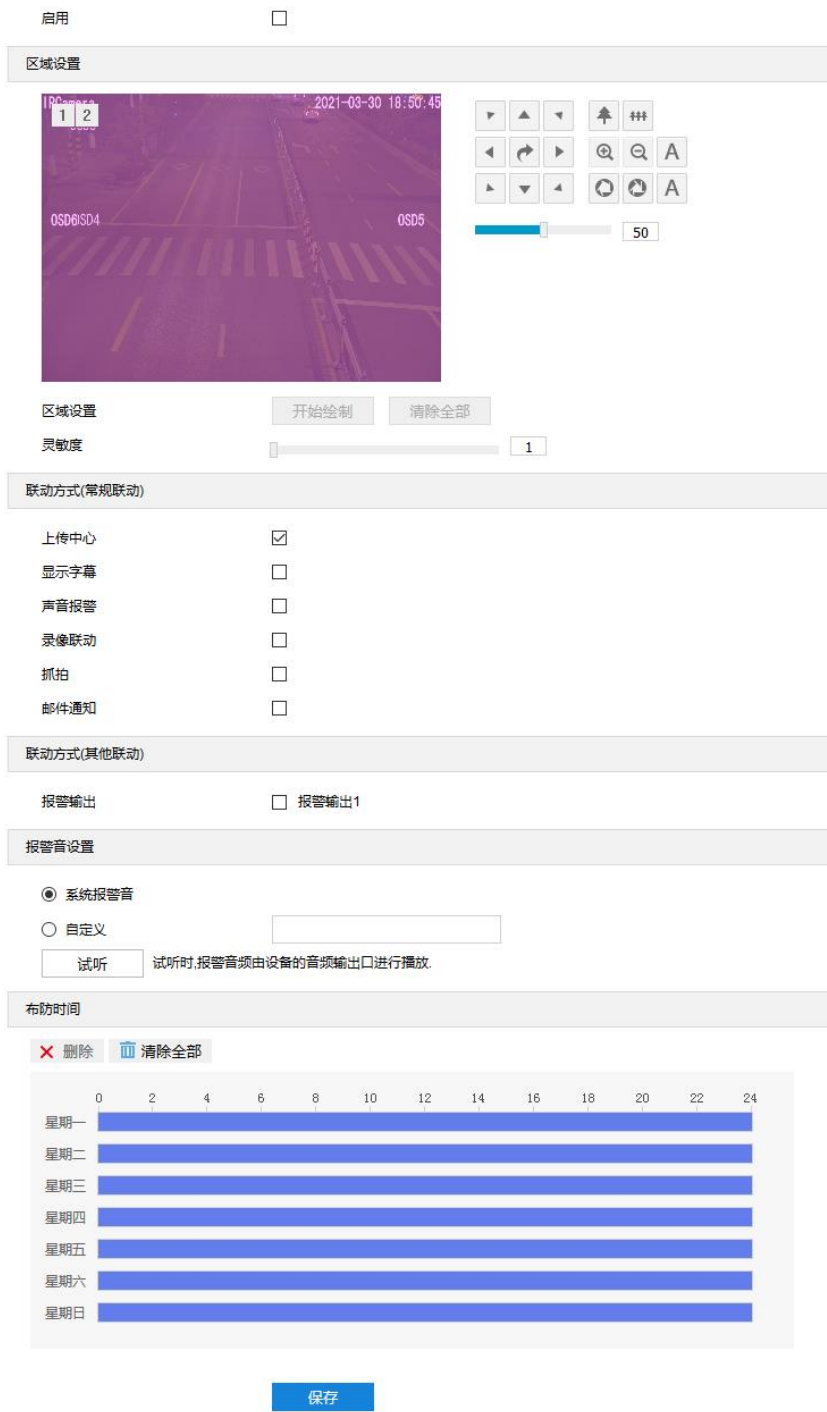 启用
区域设置
IRCamera 2021-03-30 18:50:45
1 2
OSD6 OSD4 OSD5
A
A
50
区域设置 开始绘制 清除全部
灵敏度 1
联动方式(常规联动)
上传中心
显示字幕
声音报警
录像联动
抓拍
邮件通知
联动方式(其他联动)
报警输出 报警输出1
报警音设置
系统报警音
自定义
试听 试听时,报警音频由设备的音频输出口进行播放.
布防时间
删除 清除全部
0 2 4 6 8 10 12 14 16 18 20 22 24
星期一
星期二
星期三
星期四
星期五
星期六
星期日
保存